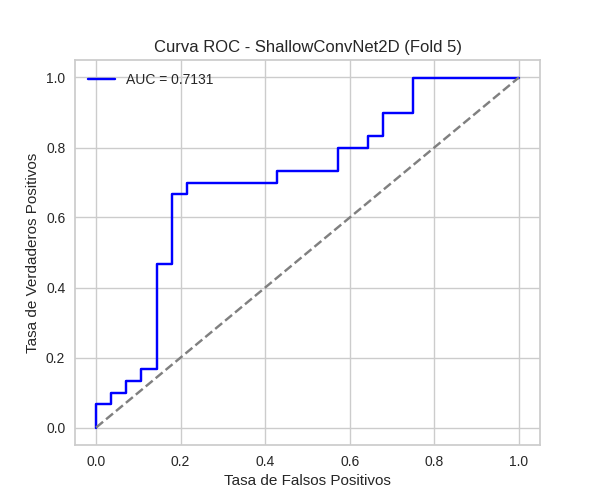 Curva ROC - ShallowConvNet2D (Fold 5)
AUC = 0.7131
Tasa de Verdaderos Positivos
1.0
0.8
0.6
0.4
0.2
0.0
0.0 0.2 0.4 0.6 0.8 1.0
Tasa de Falsos Positivos